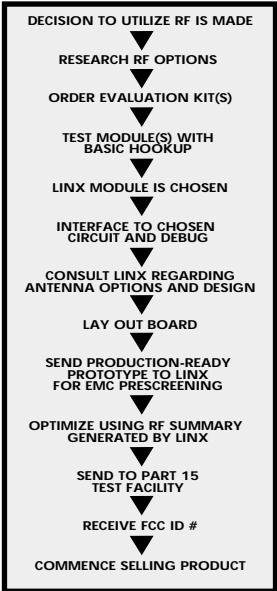 DECISION TO UTILIZE RF IS MADE
RESEARCH RF OPTIONS
ORDER EVALUATION KIT(S)
TEST MODULE(S) WITH
BASIC HOOKUP
LINX MODULE IS CHOSEN
INTERFACE TO CHOSEN
CIRCUIT AND DEBUG
CONSULT LINX REGARDING
ANTENNA OPTIONS AND DESIGN
LAY OUT BOARD
SEND PRODUCTION-READY
PROTOTYPE TO LINX
FOR EMC PRESCREENING
OPTIMIZE USING RF SUMMARY
GENERATED BY LINX
SEND TO PART 15
TEST FACILITY
RECEIVE FCC ID #
COMMENCE SELLING PRODUCT